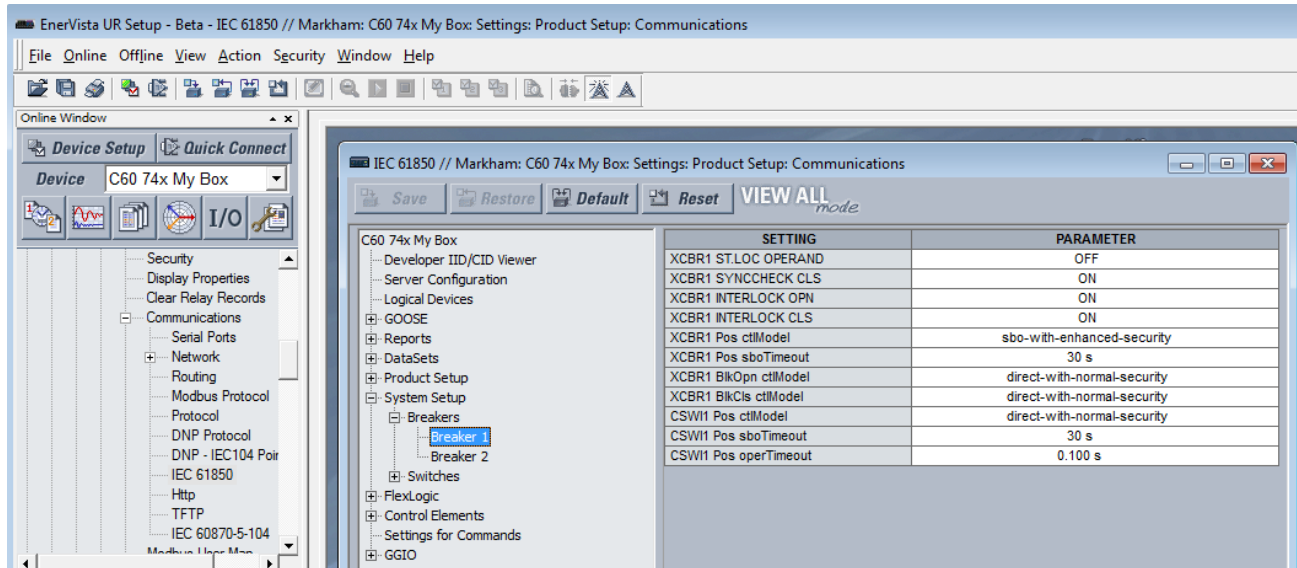 EnerVista UR Setup - Beta - IEC 61850 // Markham: C60 74x My Box: Settings: Product Setup: Communications
File Online Offline View Action Security Window Help
Online Window
Device Setup Quick Connect
Device C60 74x My Box
I/O
Security
Display Properties
Clear Relay Records
Communications
Serial Ports
Network
Routing
Modbus Protocol
Protocol
DNP Protocol
DNP - IEC104 Poir
IEC 61850
Http
TFTP
IEC 60870-5-104
Modbus User Map
IEC 61850 // Markham: C60 74x My Box: Settings: Product Setup: Communications
Save Restore Default Reset VIEW ALL mode
C60 74x My Box
Developer IID/CID Viewer
Server Configuration
Logical Devices
GOOSE
Reports
DataSets
Product Setup
System Setup
Breakers
Breaker 1
Breaker 2
Switches
FlexLogic
Control Elements
Settings for Commands
GGIO
SETTING PARAMETER
XCBR1 ST.LOC OPERAND OFF
XCBR1 SYNCCHECK CLS ON
XCBR1 INTERLOCK OPN ON
XCBR1 INTERLOCK CLS ON
XCBR1 Pos ctlModel sbo-with-enhanced-security
XCBR1 Pos sboTimeout 30 s
XCBR1 BlkOpn ctlModel direct-with-normal-security
XCBR1 BlkCls ctlModel direct-with-normal-security
CSWI1 Pos ctlModel direct-with-normal-security
CSWI1 Pos sboTimeout 30 s
CSWI1 Pos operTimeout 0.100 s